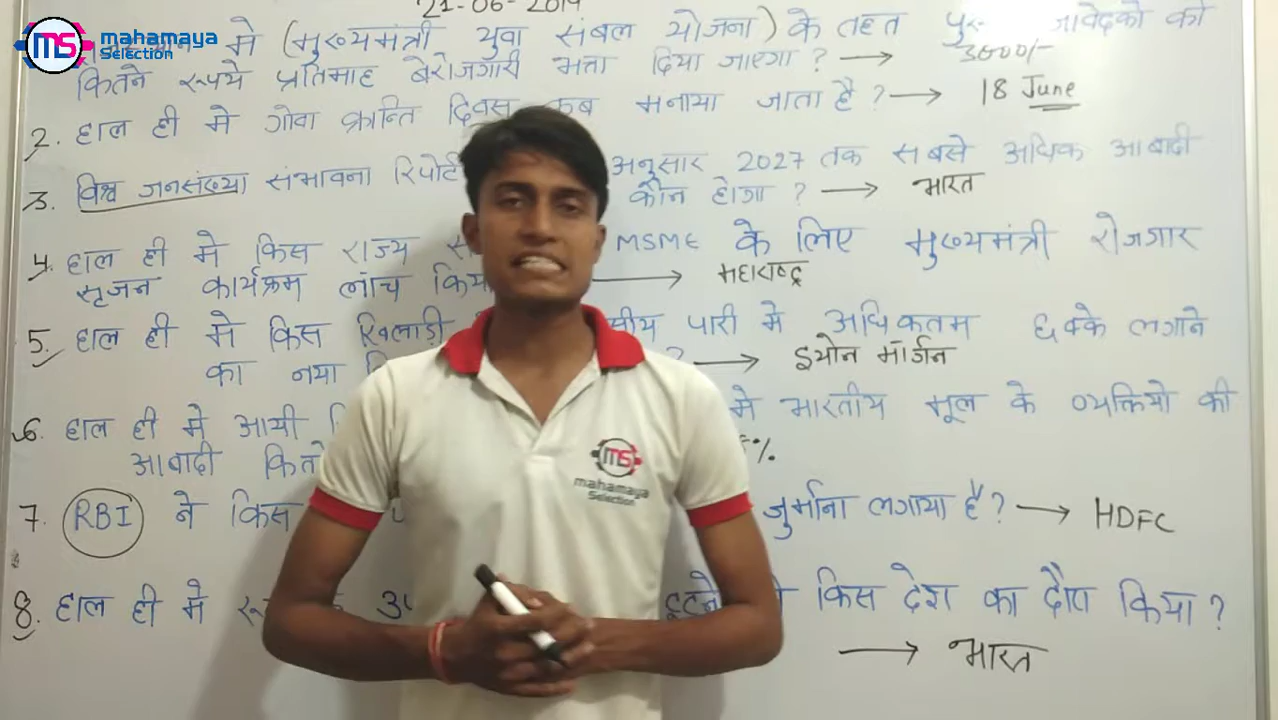 21-06-2019
mahamaya
Selection
में (मुख्यमंत्री युवा संबल योजना) के तहत आवेदकों को
कितने रूपये प्रतिमाह बेरोजगारी भत्ता दिया जाएगा ? → 3500/-
2. हाल ही में गोवा क्रान्ति दिवस कब मनाया जाता है ? → 18 June
3. विश्व जनसंख्या संभावना रिपोर्ट अनुसार 2027 तक सबसे अधिक आबादी
कौन होगा ? → भारत
4. हाल ही में किस राज्य MSME के लिए मुख्यमंत्री रोजगार
सृजन कार्यक्रम लांच → महाराष्ट्र
5. हाल ही में किस खिलाड़ी पारी में अधिकतम छक्के लगाने
का नया ? → इयोन मॉर्गन
6. हाल ही में आयी में भारतीय मूल के व्यक्तियो की
आबादी %
7. RBI ने किस जुर्माना लगाया है ? → HDFC
8. हाल ही में किस देश का दौरा किया ?
→ भारत
ms
mahamaya
Selection